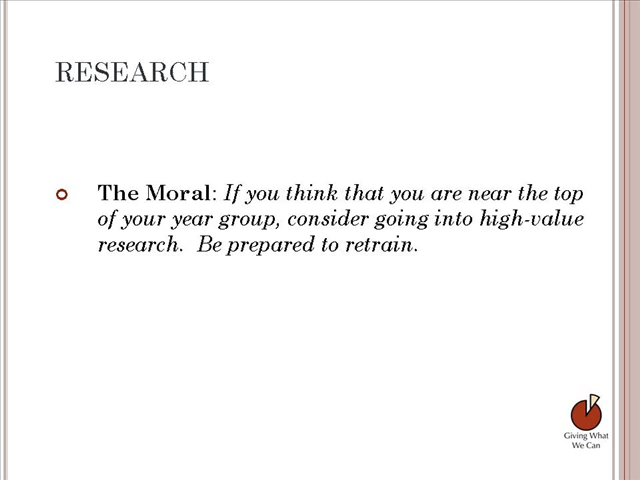 RESEARCH
The Moral: If you think that you are near the top
of your year group, consider going into high-value
research.  Be prepared to retrain.
Giving What
We Can